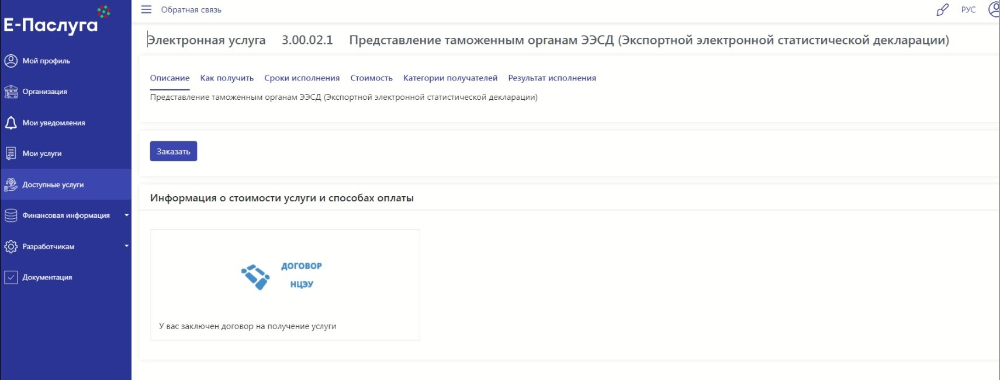 Е-Паслуга
Обратная связь
РУС
Мой профиль
Организация
Мои уведомления
Мои услуги
Доступные услуги
Финансовая информация
Разработчикам
Документация
Электронная услуга 3.00.02.1 Представление таможенным органам ЭЭСД (Экспортной электронной статистической декларации)
Описание Как получить Сроки исполнения Стоимость Категории получателей Результат исполнения
Представление таможенным органам ЭЭСД (Экспортной электронной статистической декларации)
Заказать
Информация о стоимости услуги и способах оплаты
ДОГОВОР
НЦЭУ
У вас заключен договор на получение услуги